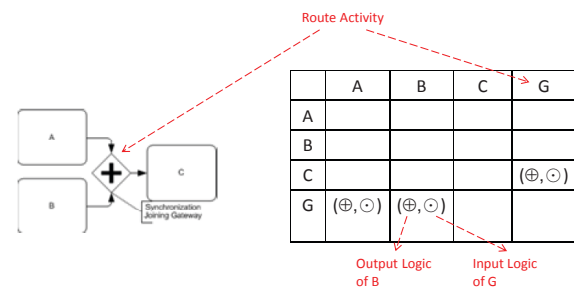 Route Activity
A
B
C
Synchronization
Joining Gateway
A B C G
A
B
C (⊕,⊙)
G (⊕,⊙) (⊕,⊙)
Output Logic
of B
Input Logic
of G